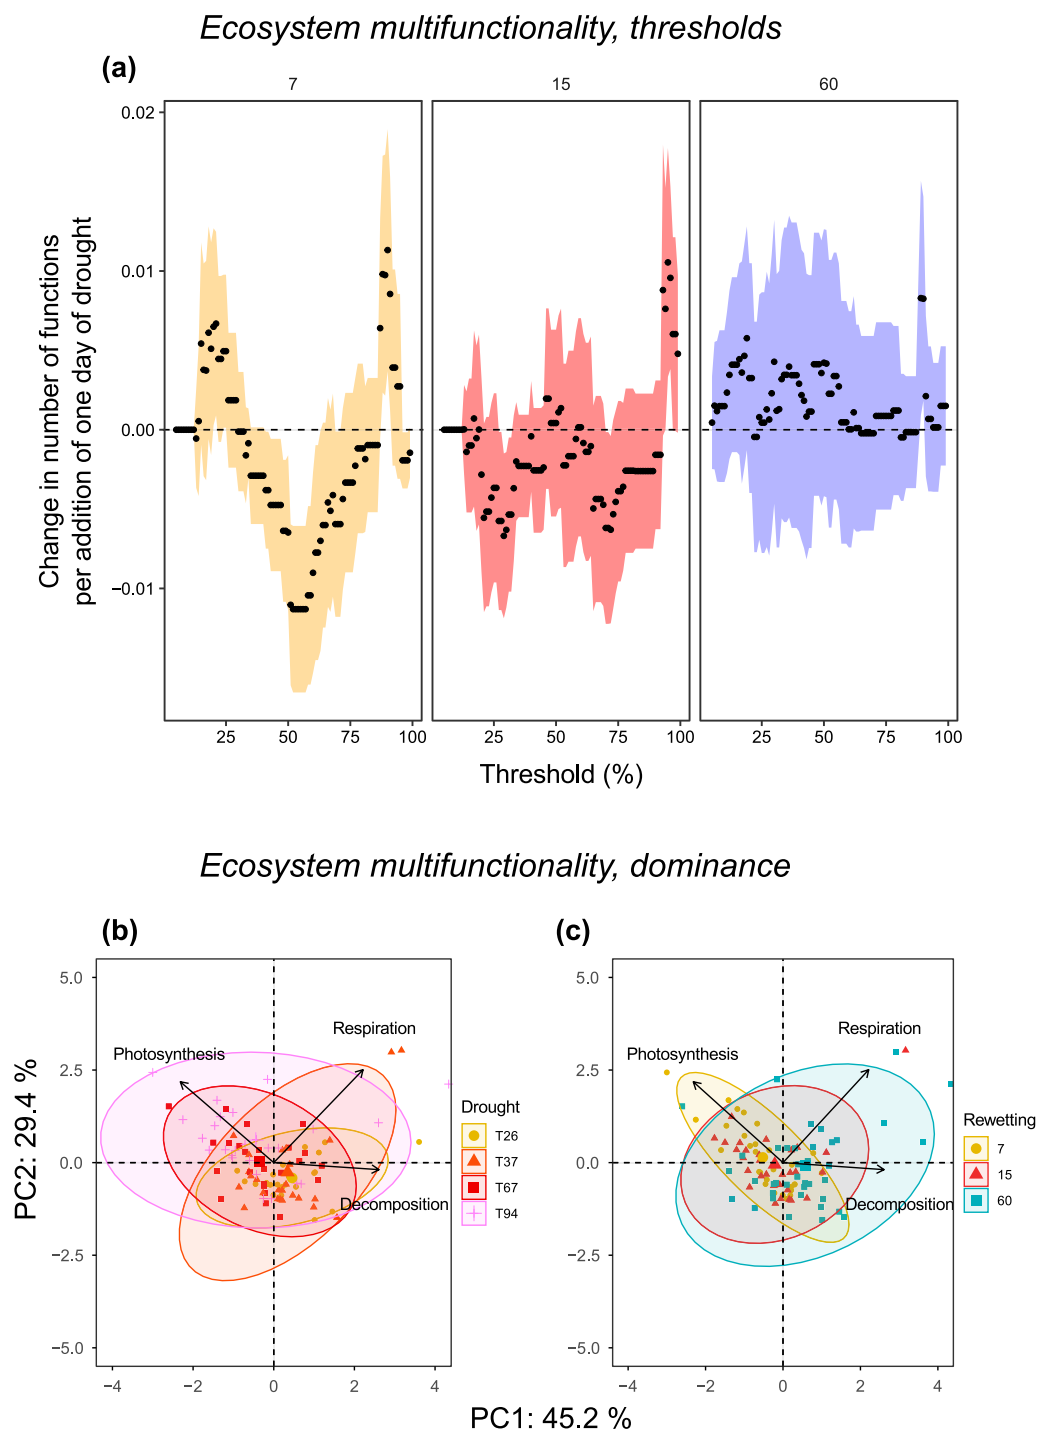 Ecosystem multifunctionality, thresholds
(a)
7 15 60
0.02
0.01
0.00
−0.01
Change in number of functions
per addition of one day of drought
25 50 75 100 25 50 75 100 25 50 75 100
Threshold (%)
Ecosystem multifunctionality, dominance
(b) (c)
5.0
2.5
0.0
−2.5
−5.0
PC2: 29.4 %
Respiration
Photosynthesis
Decomposition
−4 −2 0 2 4
Drought
T26
T37
T67
T94
5.0
2.5
0.0
−2.5
−5.0
Respiration
Photosynthesis
Decomposition
−4 −2 0 2 4
Rewetting
7
15
60
PC1: 45.2 %